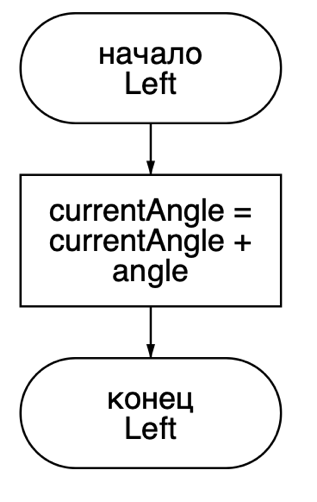 начало
Left
currentAngle =
currentAngle +
angle
конец
Left